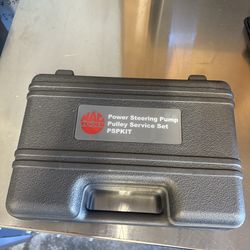 MAC
TOOLS
Power Steering Pump
Pulley Service Set
PSPKIT